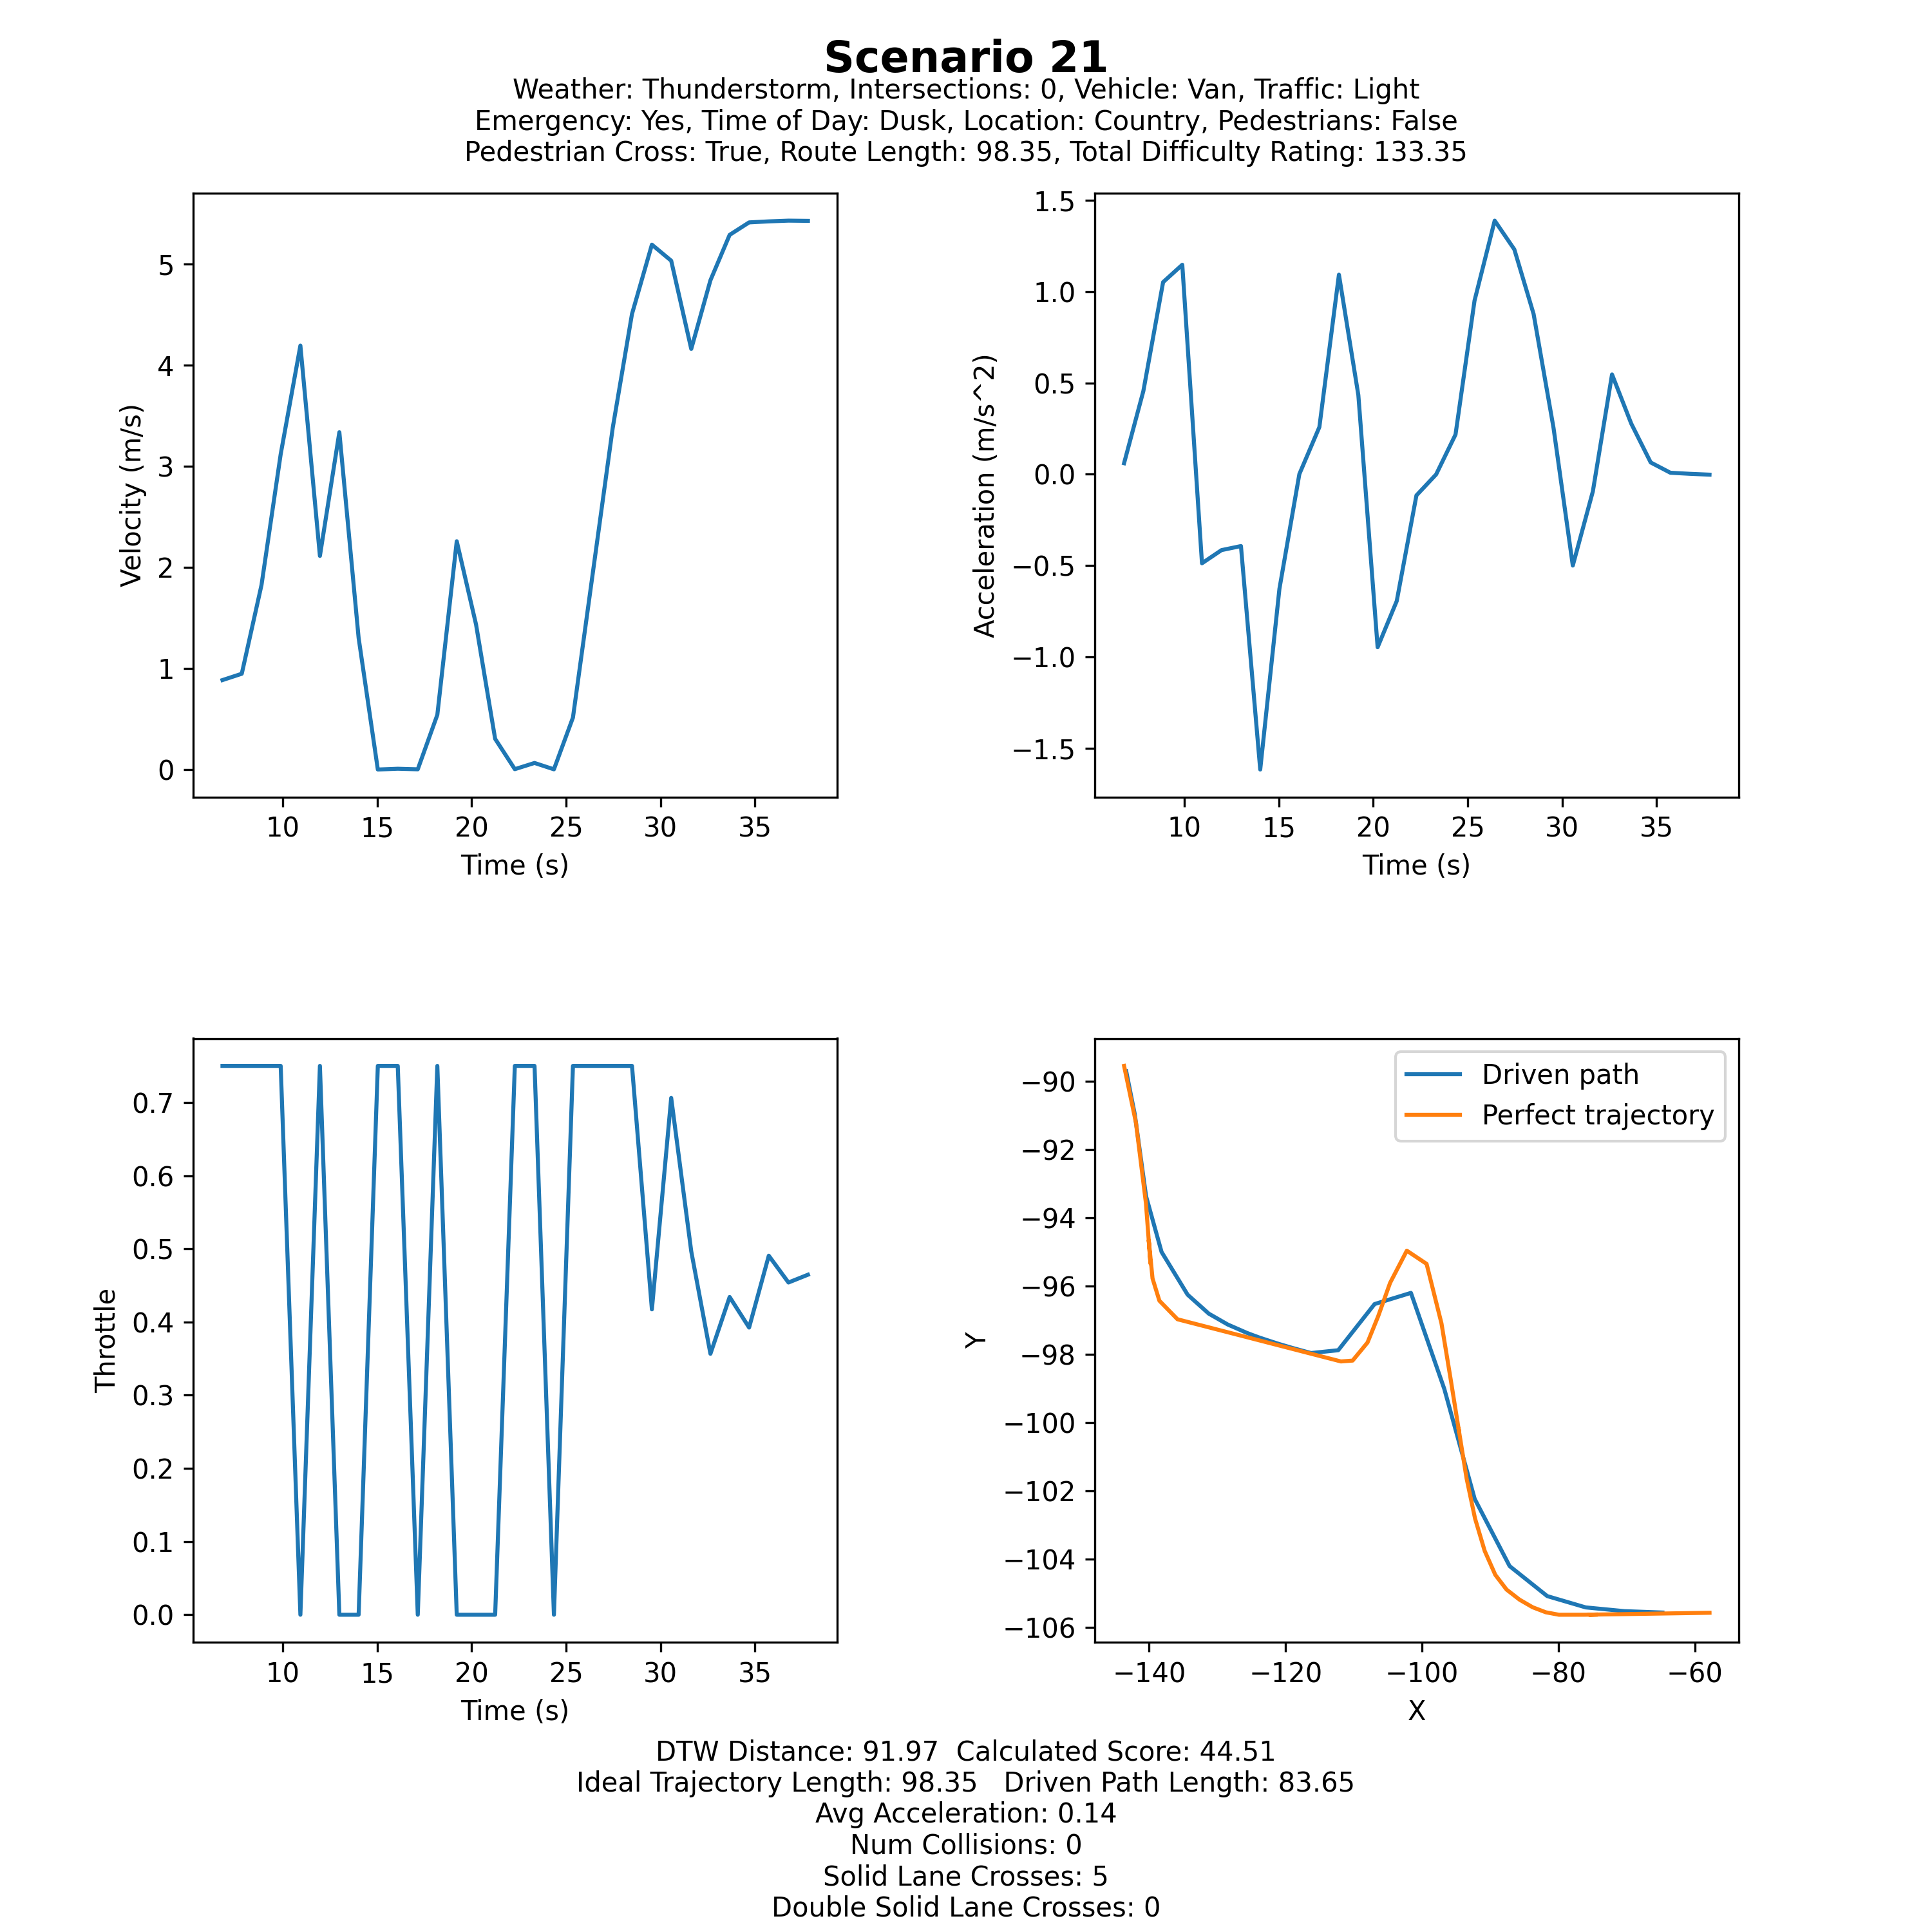 Scenario 21
Weather: Thunderstorm, Intersections: 0, Vehicle: Van, Traffic: Light
Emergency: Yes, Time of Day: Dusk, Location: Country, Pedestrians: False
Pedestrian Cross: True, Route Length: 98.35, Total Difficulty Rating: 133.35
Velocity (m/s)
5
4
3
2
1
0
10 15 20 25 30 35
Time (s)
Acceleration (m/s^2)
1.5
1.0
0.5
0.0
−0.5
−1.0
−1.5
10 15 20 25 30 35
Time (s)
Throttle
0.7
0.6
0.5
0.4
0.3
0.2
0.1
0.0
10 15 20 25 30 35
Time (s)
Driven path
Perfect trajectory
Y
−90
−92
−94
−96
−98
−100
−102
−104
−106
−140 −120 −100 −80 −60
X
DTW Distance: 91.97 Calculated Score: 44.51
Ideal Trajectory Length: 98.35 Driven Path Length: 83.65
Avg Acceleration: 0.14
Num Collisions: 0
Solid Lane Crosses: 5
Double Solid Lane Crosses: 0